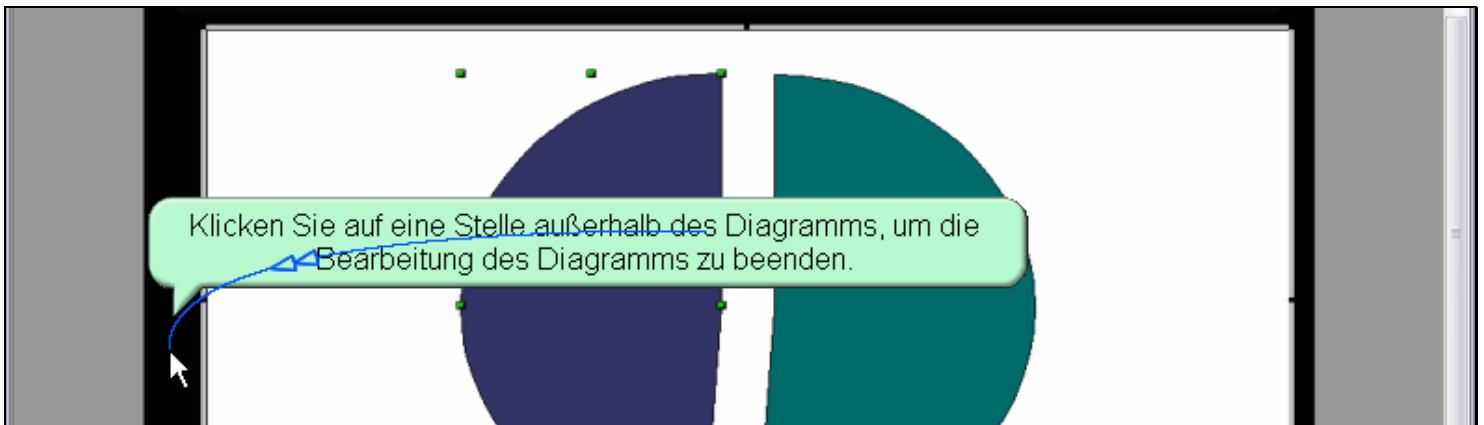 Klicken Sie auf eine Stelle außerhalb des Diagramms, um die
Bearbeitung des Diagramms zu beenden.